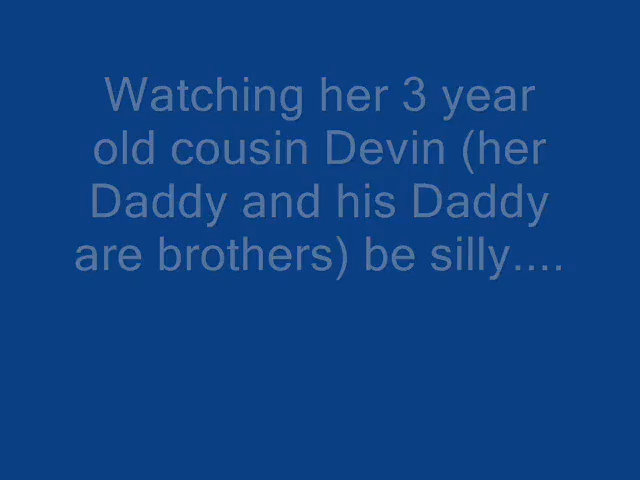 Watching her 3 year
old cousin Devin (her
Daddy and his Daddy
are brothers) be silly....